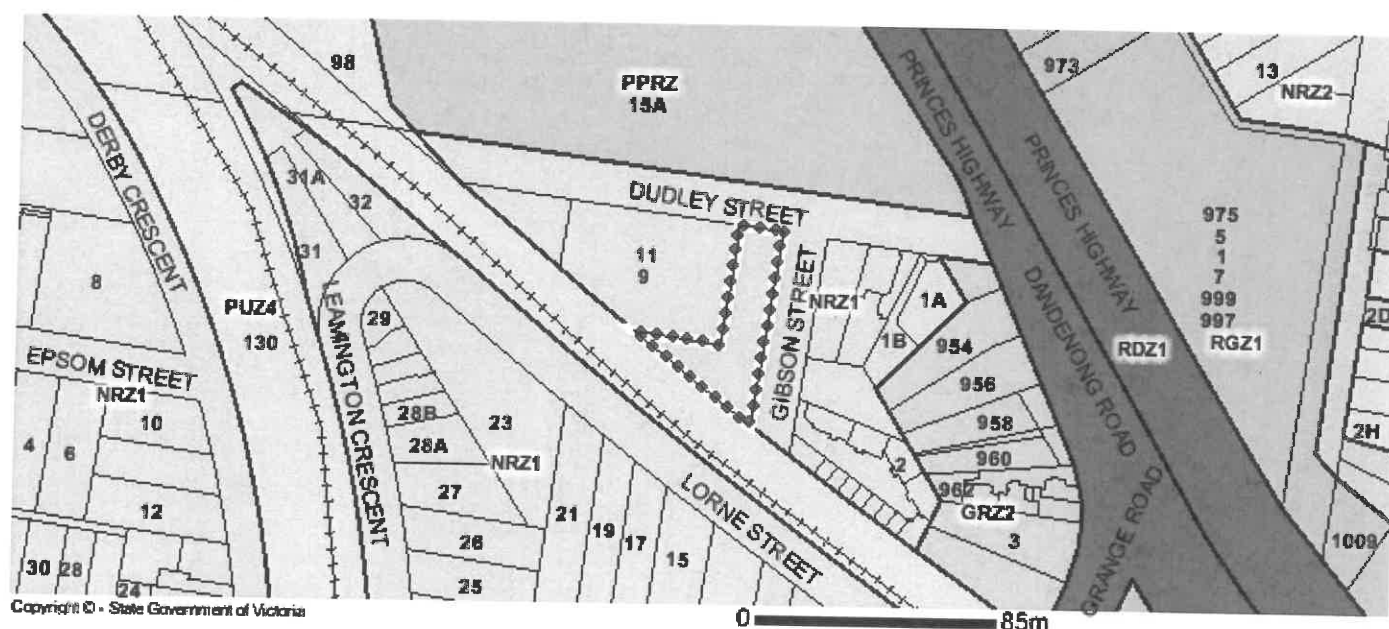 98
PPRZ
15A
PRINCES HIGHWAY
PRINCES HIGHWAY
973
13
NRZ2
DERBY CRESCENT
31A
32
31
DUDLEY STREET
11
9
GIBSON STREET
NRZ1
1A
1B
954
956
958
960
962
GRZ2
2
3
DANDENONG ROAD
RDZ1
GRANGE ROAD
975
5
1
7
999
997
RGZ1
2D
2H
1009
8
PUZ4
130
LEAMINGTON CRESCENT
29
EPSOM STREET
NRZ1
10
4
6
12
30
28
24
28B
28A
23
NRZ1
27
26
25
21
19
17
15
LORNE STREET
Copyright © - State Government of Victoria
0
85m